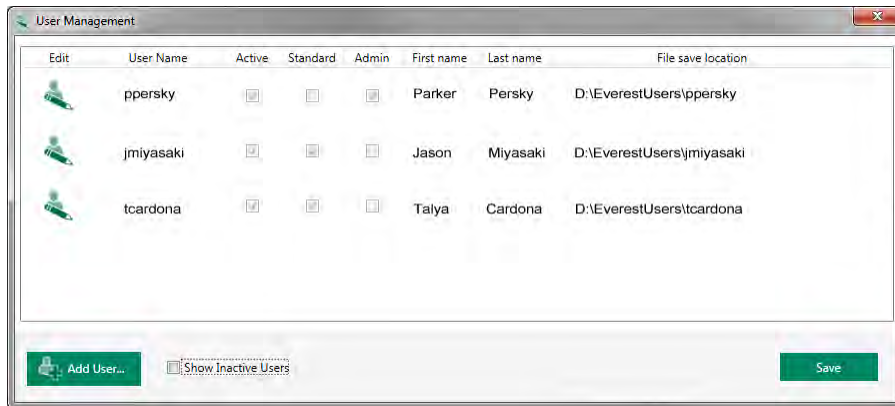 User Management
Edit User Name Active Standard Admin First name Last name File save location
ppersky Parker Persky D:\EverestUsers\ppersky
jmiyasaki Jason Miyasaki D:\EverestUsers\jmiyasaki
tcardona Talya Cardona D:\EverestUsers\tcardona
Add User... Show Inactive Users Save